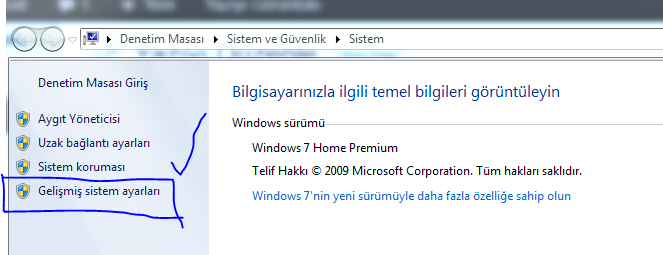 Denetim Masası ▸ Sistem ve Güvenlik ▸ Sistem
Denetim Masası Giriş
Aygıt Yöneticisi
Uzak bağlantı ayarları
Sistem koruması
Gelişmiş sistem ayarları
Bilgisayarınızla ilgili temel bilgileri görüntüleyin
Windows sürümü
Windows 7 Home Premium
Telif Hakkı © 2009 Microsoft Corporation. Tüm hakları saklıdır.
Windows 7'nin yeni sürümüyle daha fazla özelliğe sahip olun